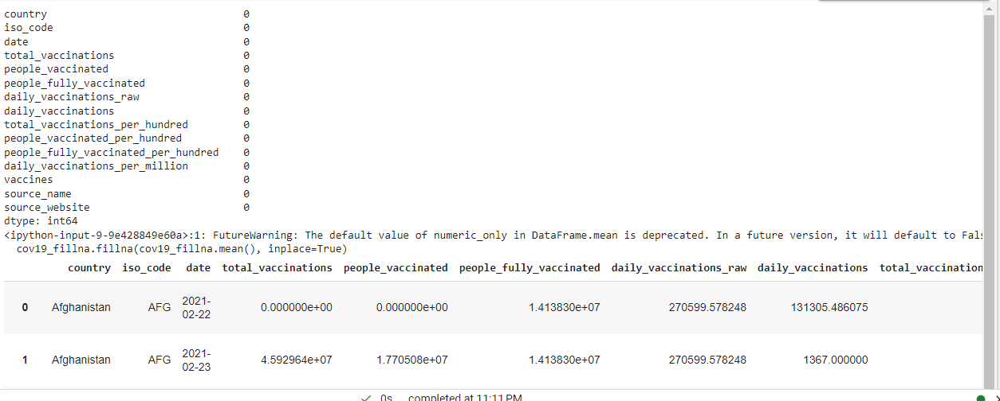 country 0
iso_code 0
date 0
total_vaccinations 0
people_vaccinated 0
people_fully_vaccinated 0
daily_vaccinations_raw 0
daily_vaccinations 0
total_vaccinations_per_hundred 0
people_vaccinated_per_hundred 0
people_fully_vaccinated_per_hundred 0
daily_vaccinations_per_million 0
vaccines 0
source_name 0
source_website 0
dtype: int64
<ipython-input-9-9e428849e60a>:1: FutureWarning: The default value of numeric_only in DataFrame.mean is deprecated. In a future version, it will default to Fals
cov19_fillna.fillna(cov19_fillna.mean(), inplace=True)
country iso_code date total_vaccinations people_vaccinated people_fully_vaccinated daily_vaccinations_raw daily_vaccinations total_vaccination
0 Afghanistan AFG 2021-02-22 0.000000e+00 0.000000e+00 1.413830e+07 270599.578248 131305.486075
1 Afghanistan AFG 2021-02-23 4.592964e+07 1.770508e+07 1.413830e+07 270599.578248 1367.000000
0s completed at 11:11 PM